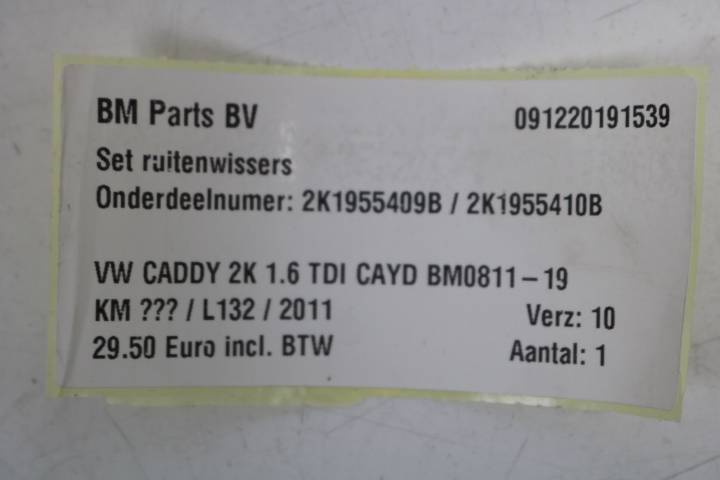 BM Parts BV 091220191539
Set ruitenwissers
Onderdeelnumer: 2K1955409B / 2K1955410B
VW CADDY 2K 1.6 TDI CAYD BM0811-19
KM ??? / L132 / 2011 Verz: 10
29.50 Euro incl. BTW Aantal: 1